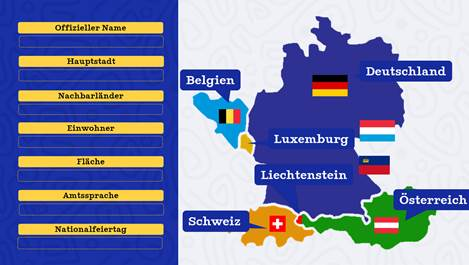 Offizieller Name
Hauptstadt
Nachbarländer
Einwohner
Fläche
Amtssprache
Nationalfeiertag
Belgien
Deutschland
Luxemburg
Liechtenstein
Österreich
Schweiz